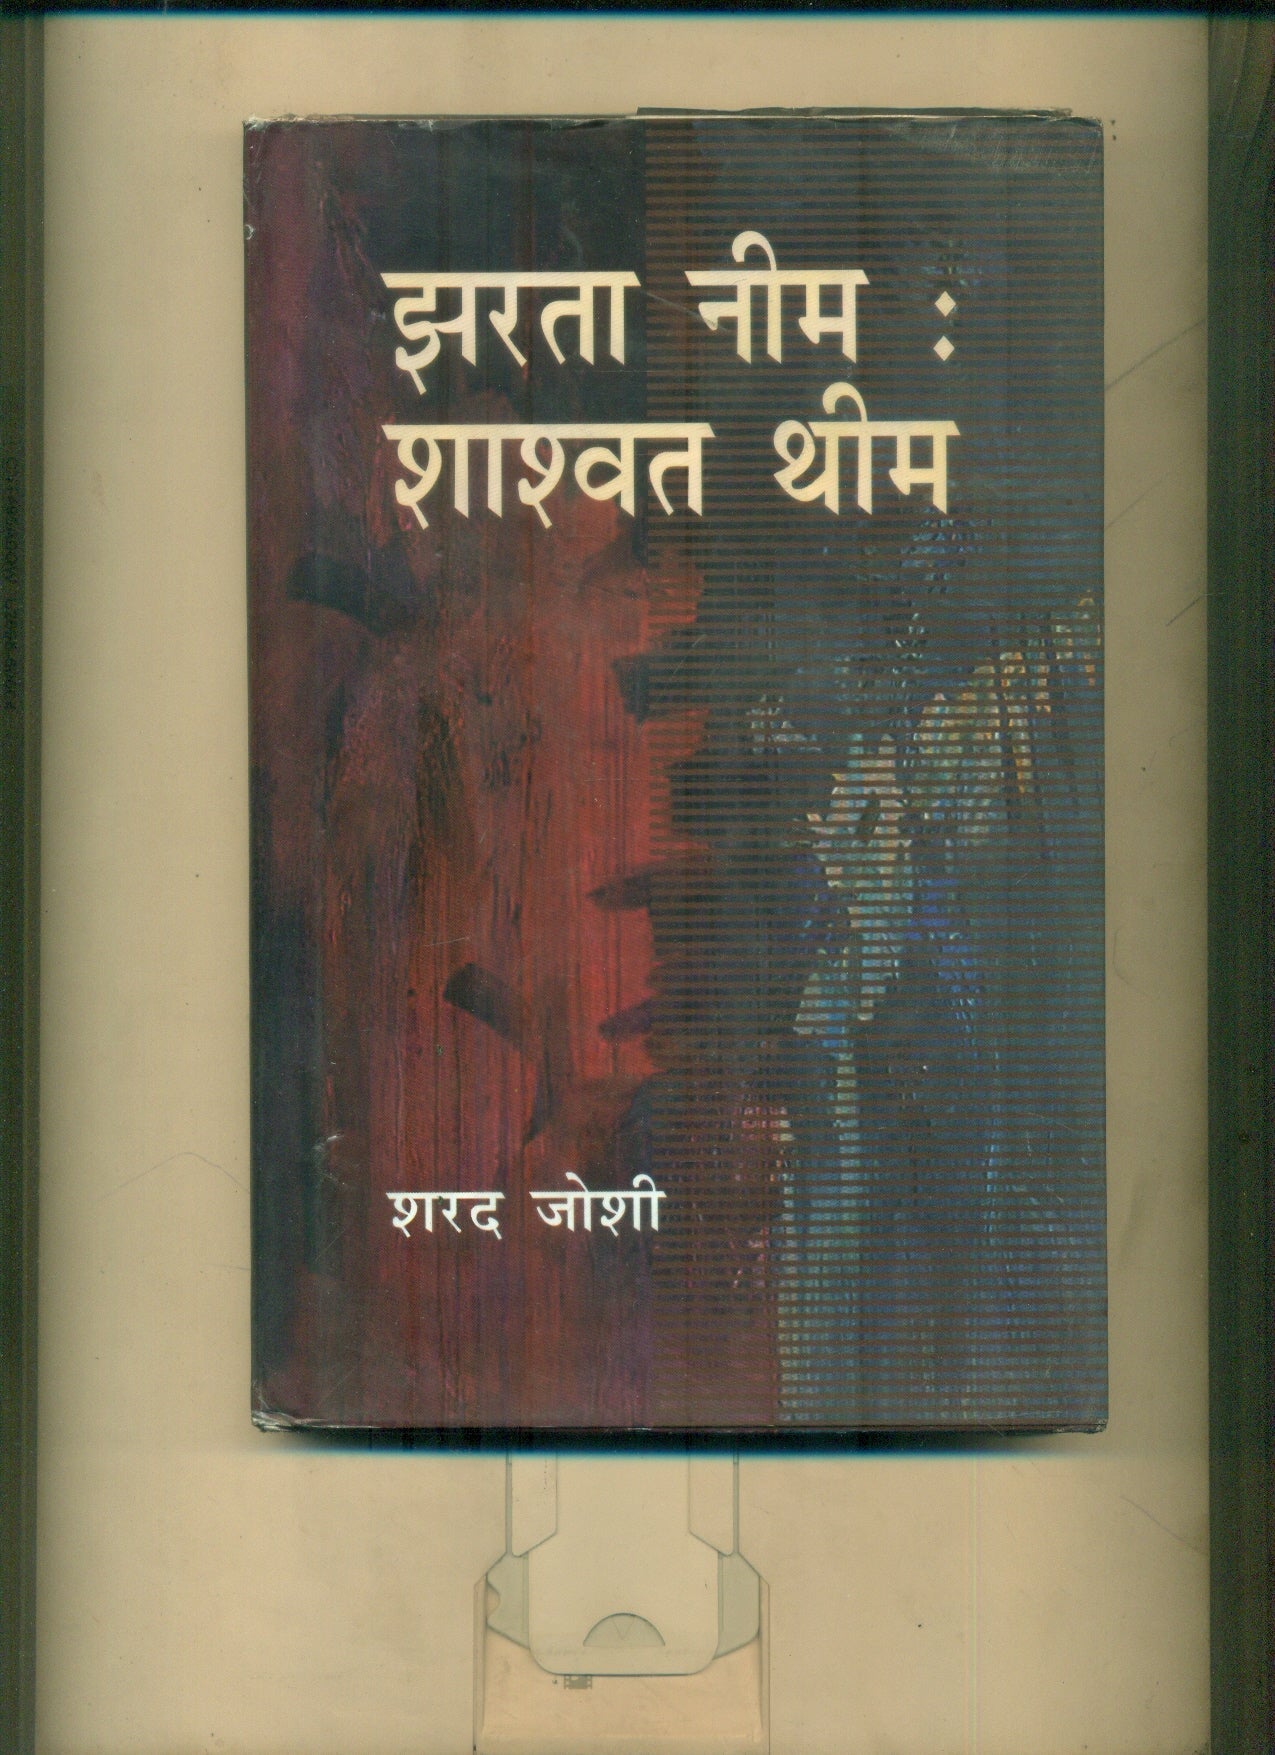 झरता नीम :
शाश्वत थीम
शरद जोशी